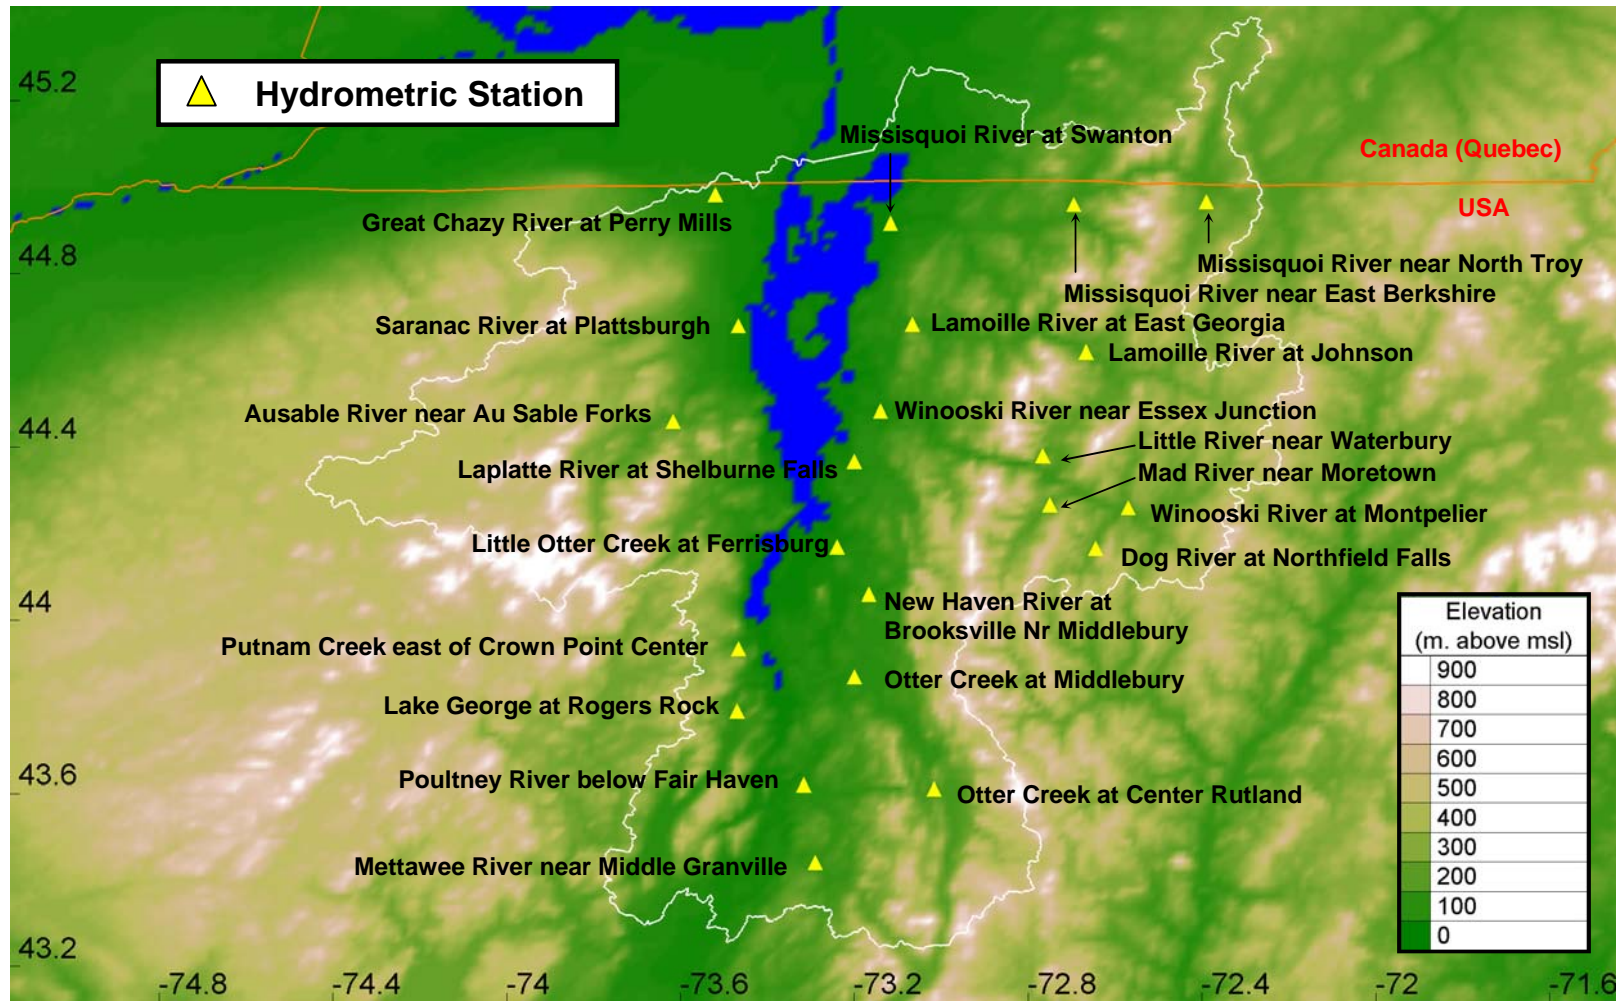 45.2
Hydrometric Station
Missisquoi River at Swanton
Canada (Quebec)
USA
Great Chazy River at Perry Mills
44.8
Missisquoi River near North Troy
Missisquoi River near East Berkshire
Saranac River at Plattsburgh
Lamoille River at East Georgia
Lamoille River at Johnson
Ausable River near Au Sable Forks
Winooski River near Essex Junction
44.4
Little River near Waterbury
Laplatte River at Shelburne Falls
Mad River near Moretown
Winooski River at Montpelier
Little Otter Creek at Ferrisburg
Dog River at Northfield Falls
44
New Haven River at
Brooksville Nr Middlebury
Putnam Creek east of Crown Point Center
Otter Creek at Middlebury
Lake George at Rogers Rock
43.6
Poultney River below Fair Haven
Otter Creek at Center Rutland
Mettawee River near Middle Granville
43.2
Elevation
(m. above msl)
900
800
700
600
500
400
300
200
100
0
-74.8
-74.4
-74
-73.6
-73.2
-72.8
-72.4
-72
-71.6